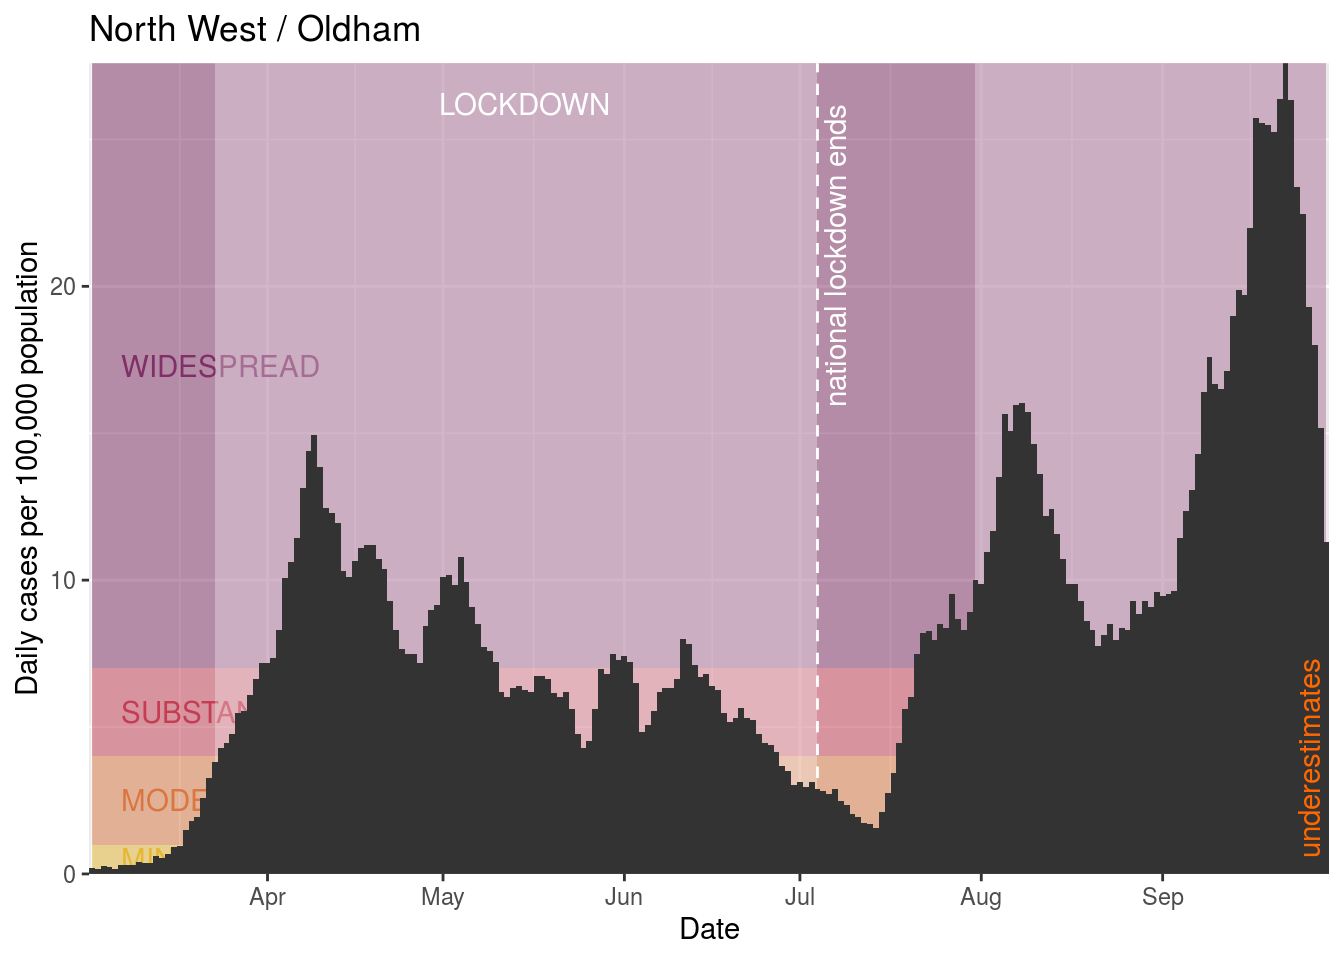 North West / Oldham
LOCKDOWN
national lockdown ends
WIDESPREAD
SUBSTAN
MODE
MIN
underestimates
Daily cases per 100,000 population
20
10
0
Apr
May
Jun
Jul
Aug
Sep
Date